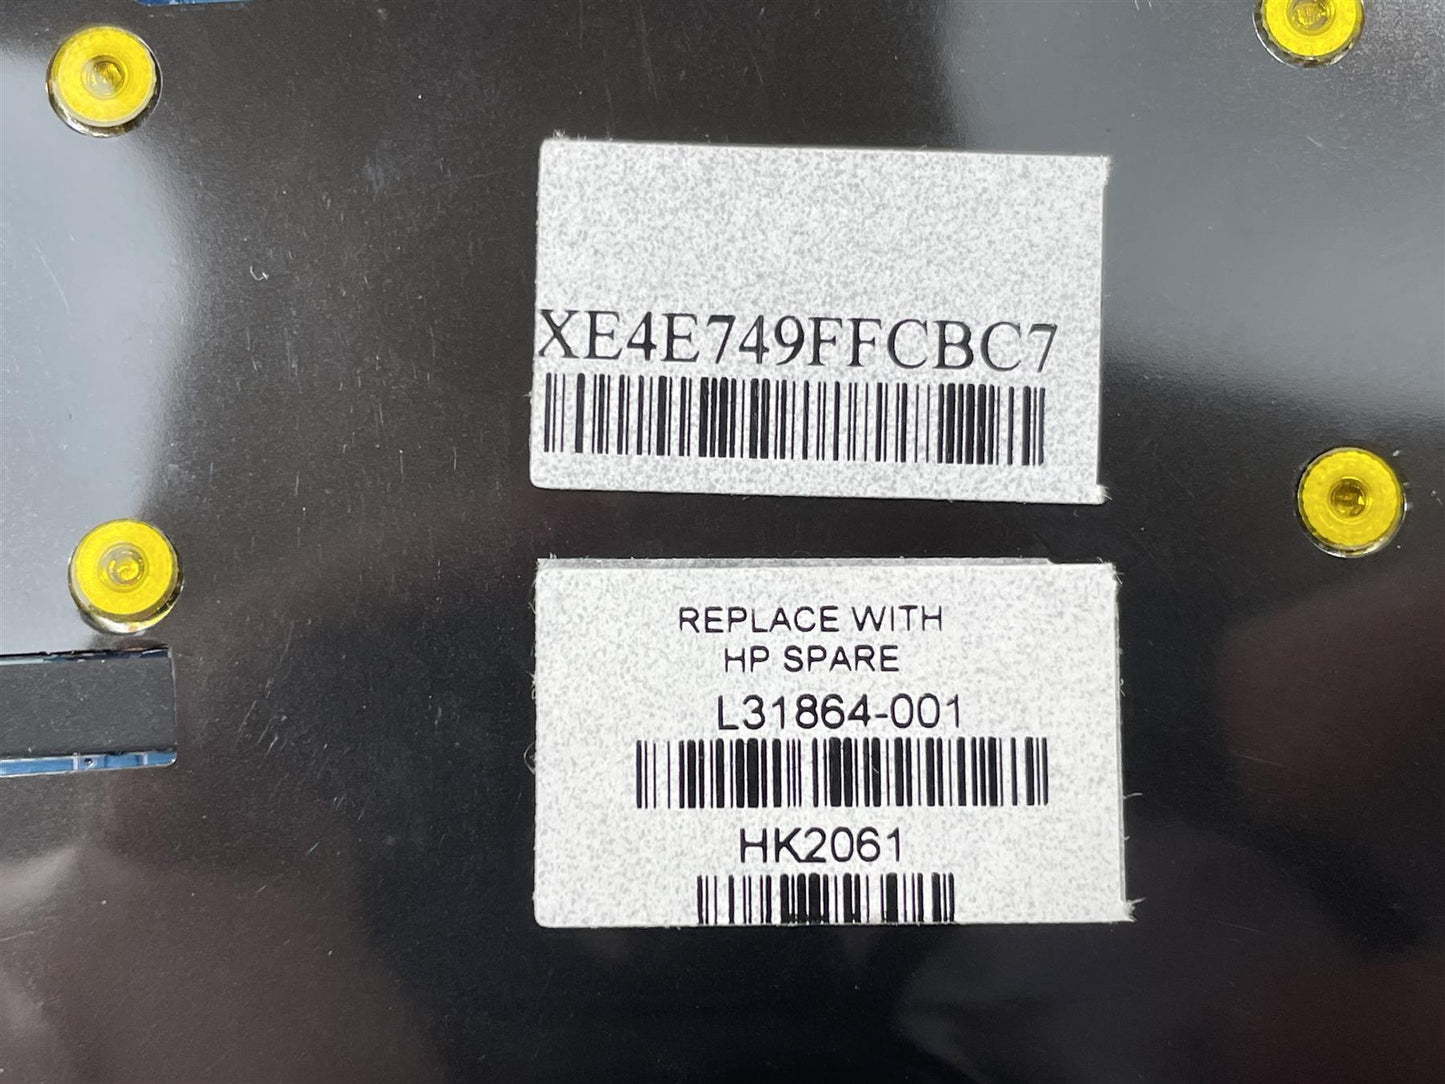 XE4E749FFCBC7
REPLACE WITH
HP SPARE
L31864-001
HK2061